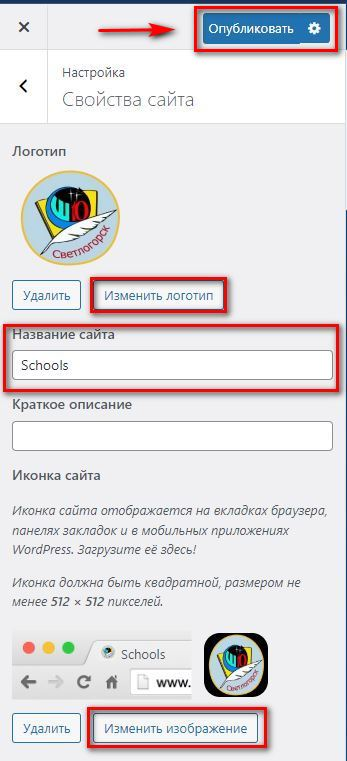 Опубликовать
Настройка
Свойства сайта
Логотип
ШЮ
Светлогорск
Удалить Изменить логотип
Название сайта
Schools
Краткое описание
Иконка сайта
Иконка сайта отображается на вкладках браузера,
панелях закладок и в мобильных приложениях
WordPress. Загрузите её здесь!
Иконка должна быть квадратной, размером не
менее 512 × 512 пикселей.
Schools
www.
ШЮ
Светлогорск
Удалить Изменить изображение